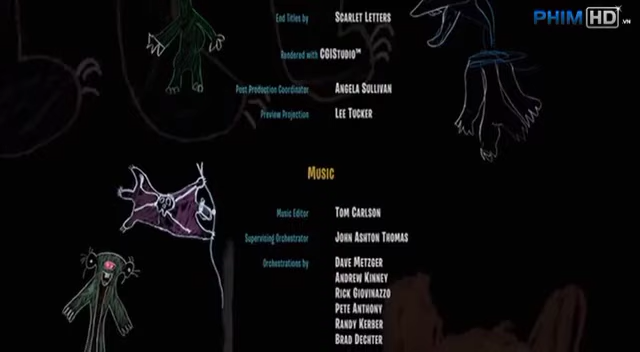 End Titles by SCARLET LETTERS
PHIMHD.VN
Rendered with CGIStudio™
Post Production Coordinator ANGELA SULLIVAN
Preview Projection LEE TUCKER
MUSIC
Music Editor TOM CARLSON
Supervising Orchestrator JOHN ASHTON THOMAS
Orchestrations by DAVE METZGER
ANDREW KINNEY
RICK GIOVINAZZO
PETE ANTHONY
RANDY KERBER
BRAD DECHTER